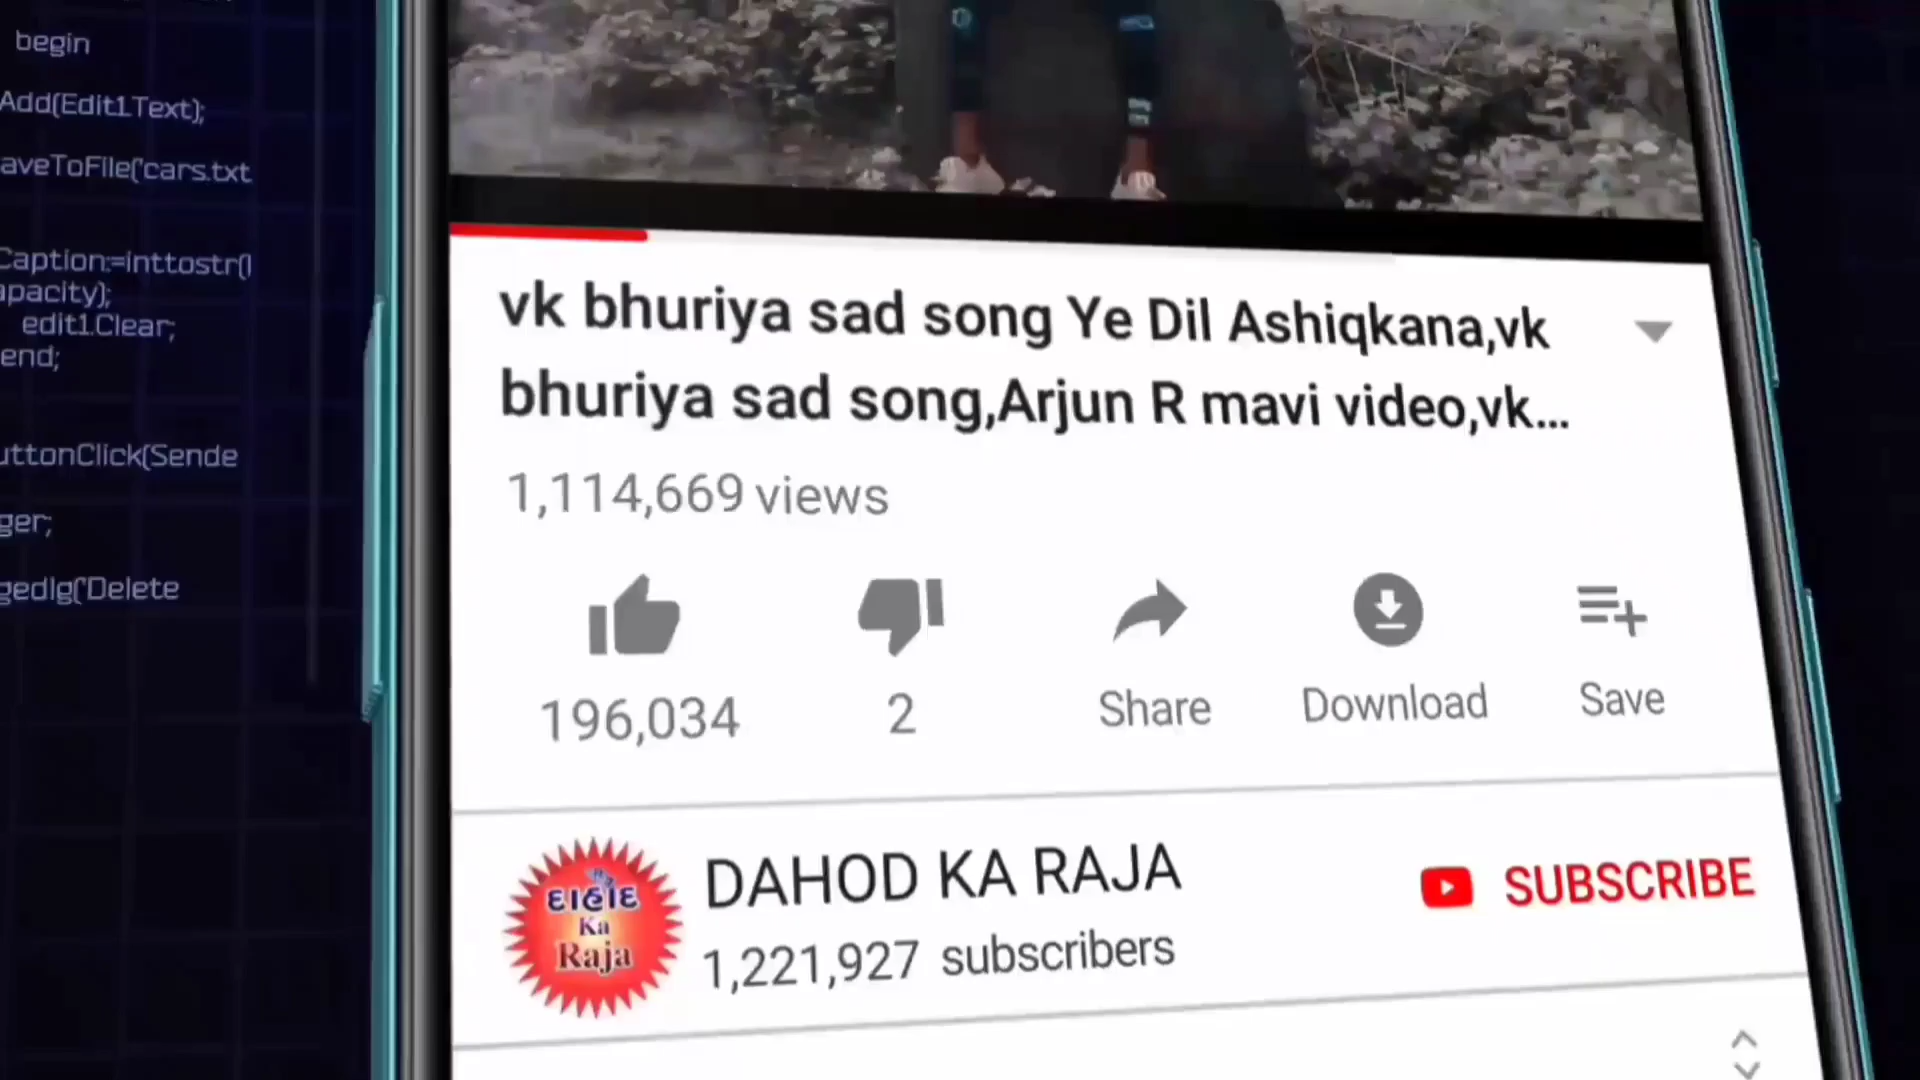 begin
Add(Edit1.Text);
aveToFile('cars.txt
Caption:=inttostr(l
apacity);
edit1.Clear;
end;
uttonClick(Sende
ger;
gedlg('Delete
vk bhuriya sad song Ye Dil Ashiqkana,vk
bhuriya sad song,Arjun R mavi video,vk...
1,114,669 views
196,034
2
Share
Download
Save
દાહોદ
Ka
Raja
DAHOD KA RAJA
1,221,927 subscribers
SUBSCRIBE